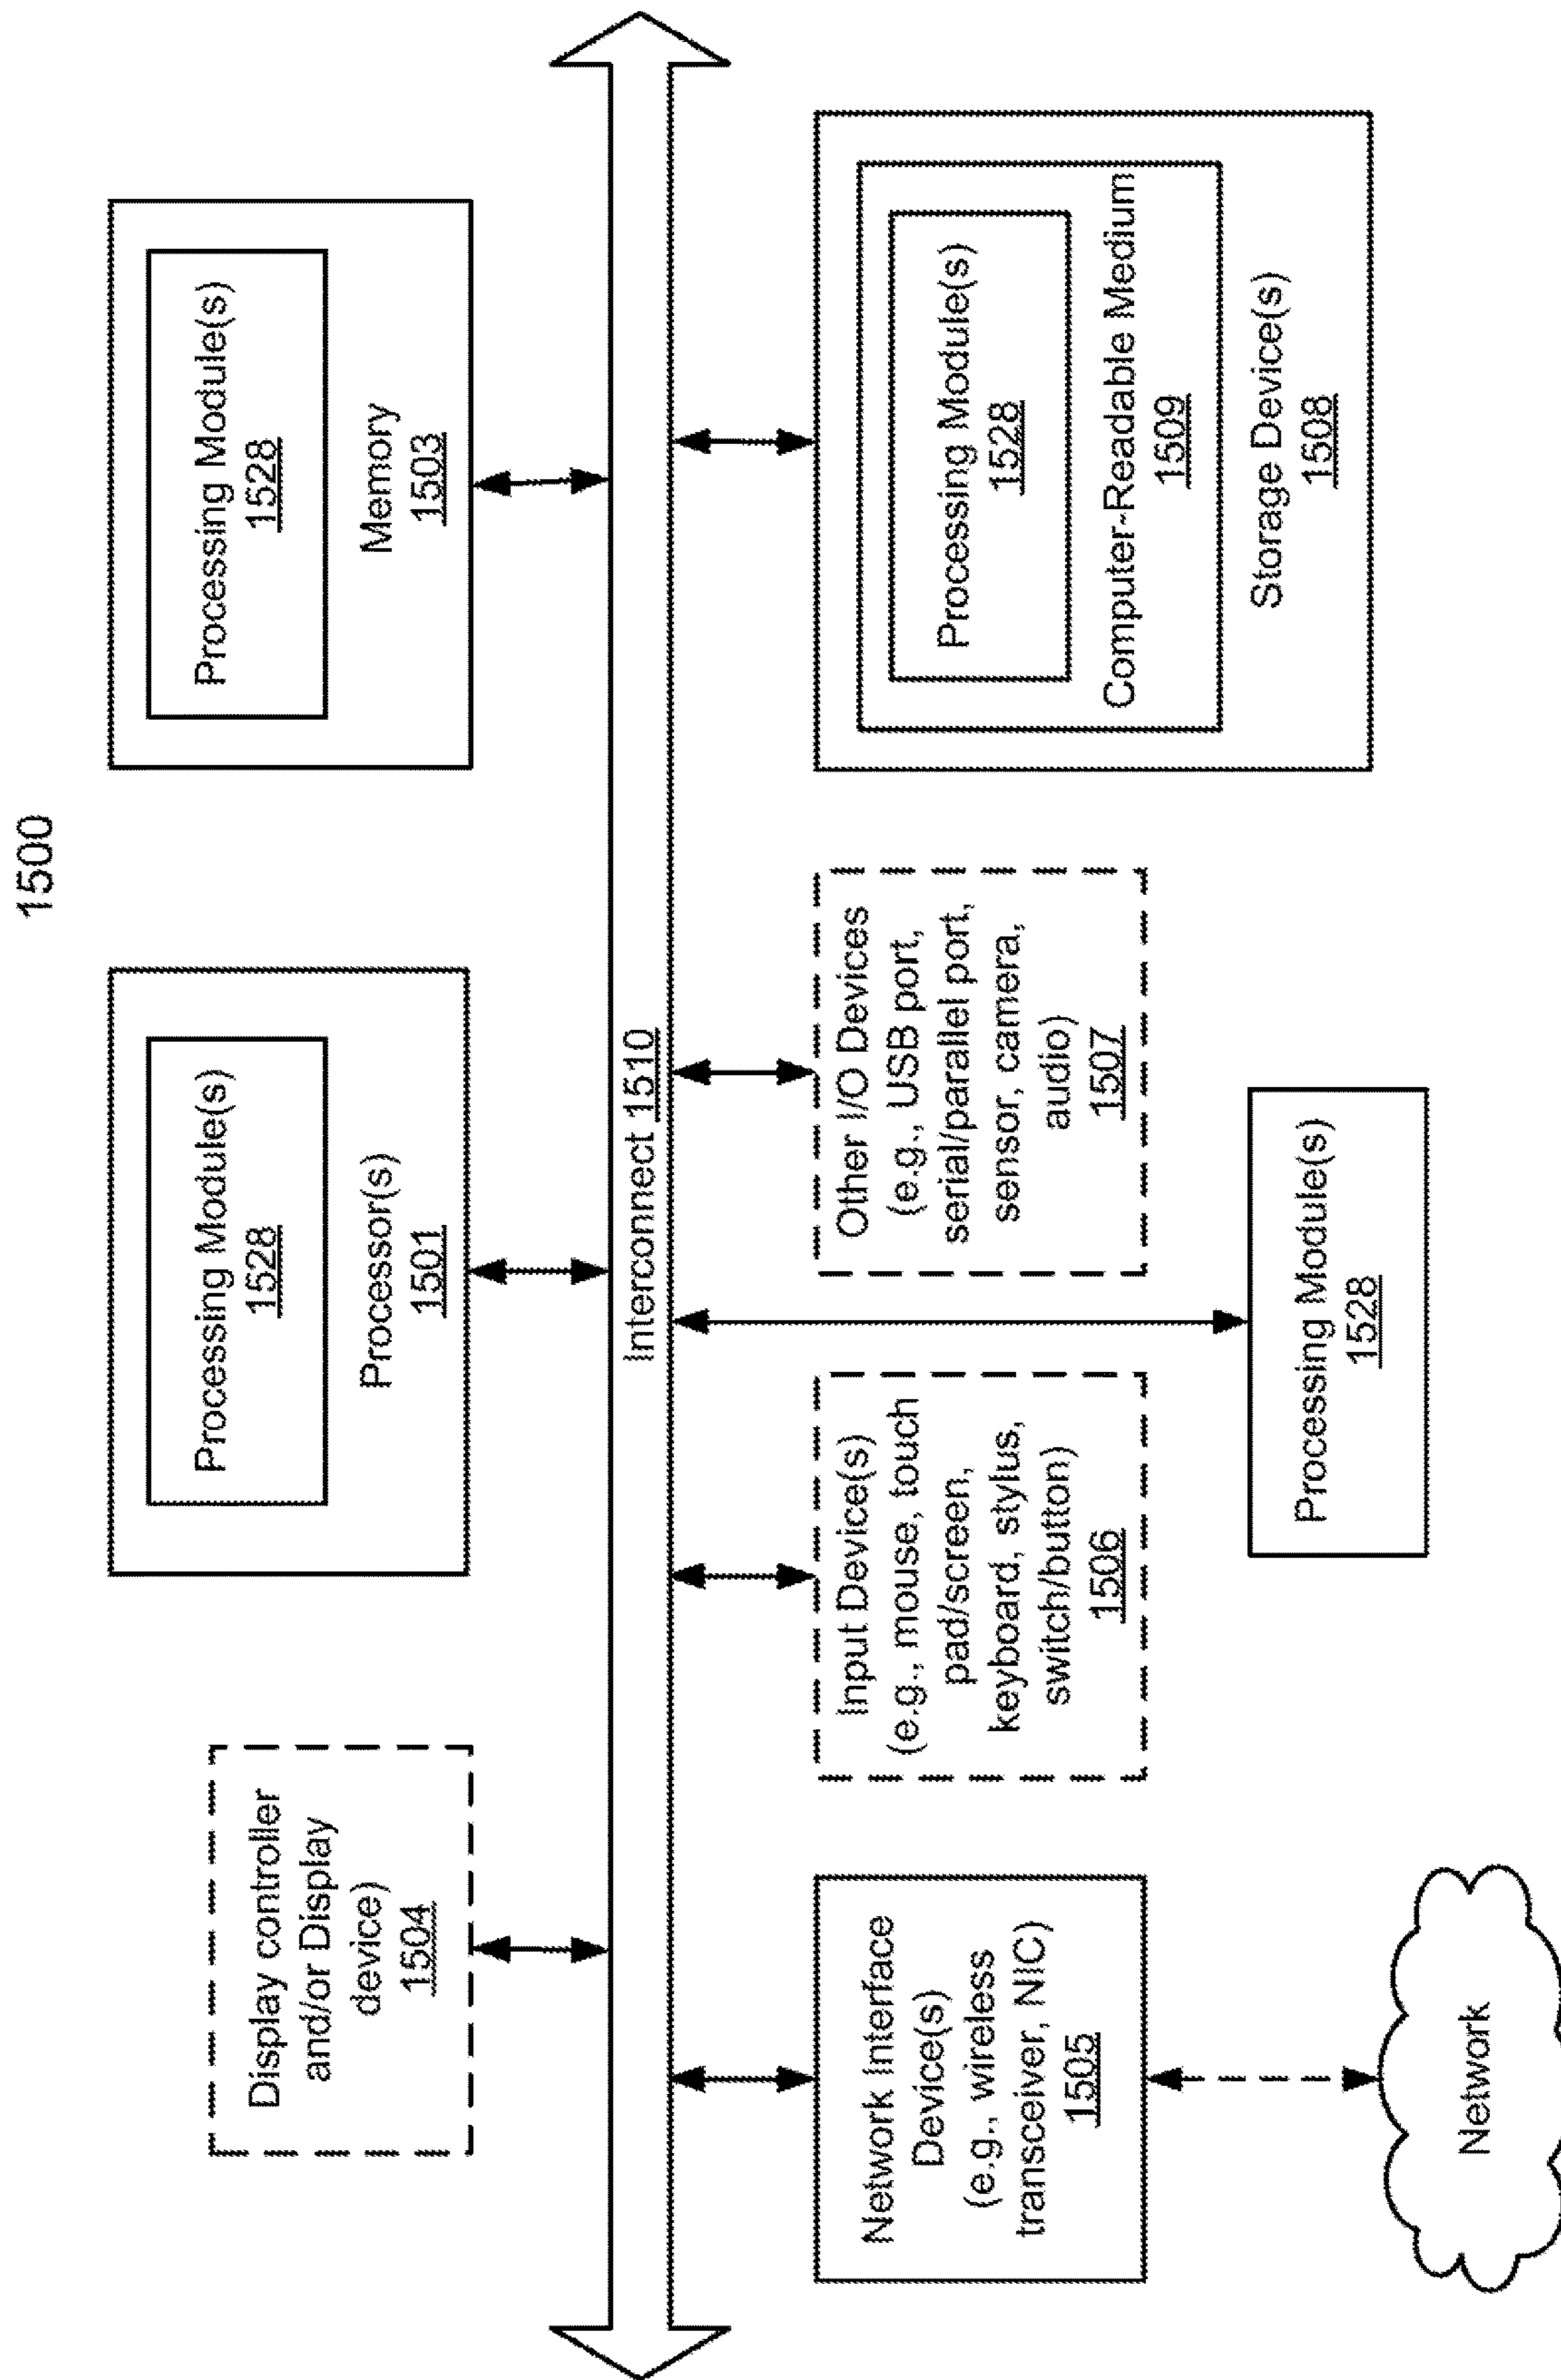 1500
Display controller
and/or Display
device)
1504
Processing Module(s)
1528
Processor(s)
1501
Processing Module(s)
1528
Memory
1503
Interconnect 1510
Network Interface
Device(s)
(e.g., wireless
transceiver, NIC)
1505
Input Device(s)
(e.g., mouse, touch
pad/screen,
keyboard, stylus,
switch/button)
1506
Other I/O Devices
(e.g., USB port,
serial/parallel port,
sensor, camera,
audio)
1507
Processing Module(s)
1528
Computer-Readable Medium
1509
Storage Device(s)
1508
Network
Processing Module(s)
1528